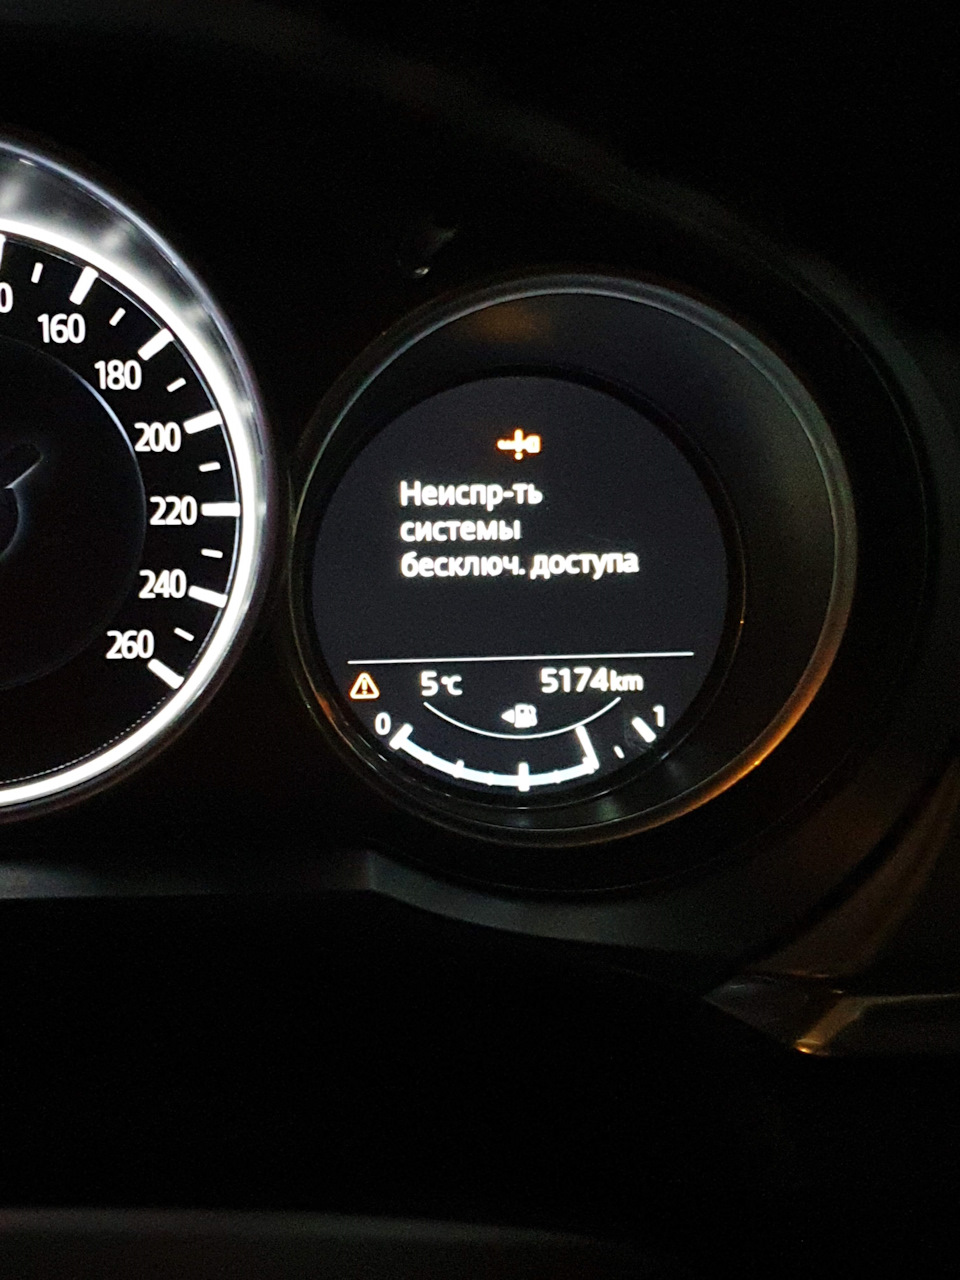 160
180
200
220
240
260
Неиспр-ть
системы
бесключ. доступа
5°C 5174km
0 1